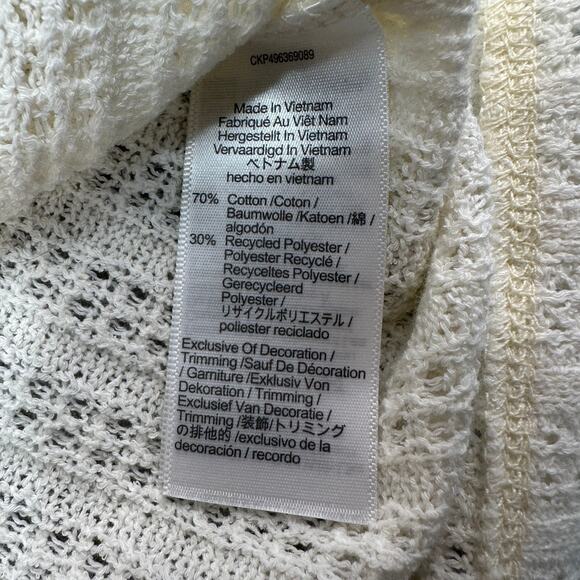 CKP496369089
Made In Vietnam
Fabriqué Au Viêt Nam
Hergestellt In Vietnam
Vervaardigd In Vietnam
ベトナム製
hecho en vietnam
70% Cotton /Coton /
Baumwolle /Katoen /綿 /
algodón
30% Recycled Polyester /
Polyester Recyclé /
Recyceltes Polyester /
Gerecycleerd
Polyester /
リサイクルポリエステル /
poliester reciclado
Exclusive Of Decoration /
Trimming /Sauf De Décoration
/ Garniture /Exklusiv Von
Dekoration / Trimming /
Exclusief Van Decoratie /
Trimming /装飾/トリミング
の排他的 /exclusivo de la
decoración / recordo